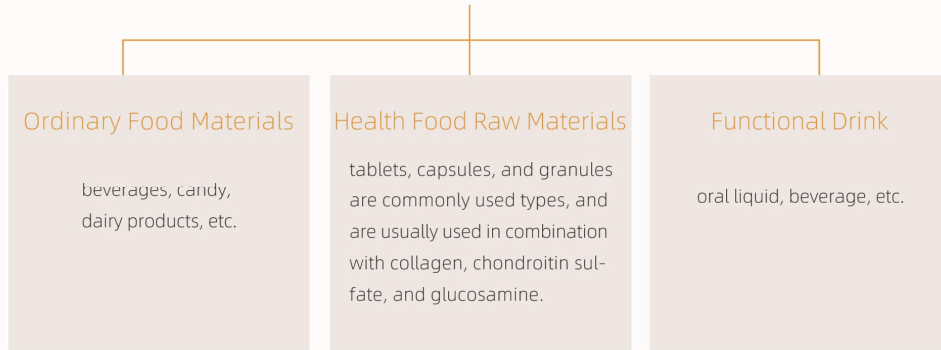 Ordinary Food Materials
beverages, candy,
dairy products, etc.
Health Food Raw Materials
tablets, capsules, and granules
are commonly used types, and
are usually used in combination
with collagen, chondroitin sul-
fate, and glucosamine.
Functional Drink
oral liquid, beverage, etc.